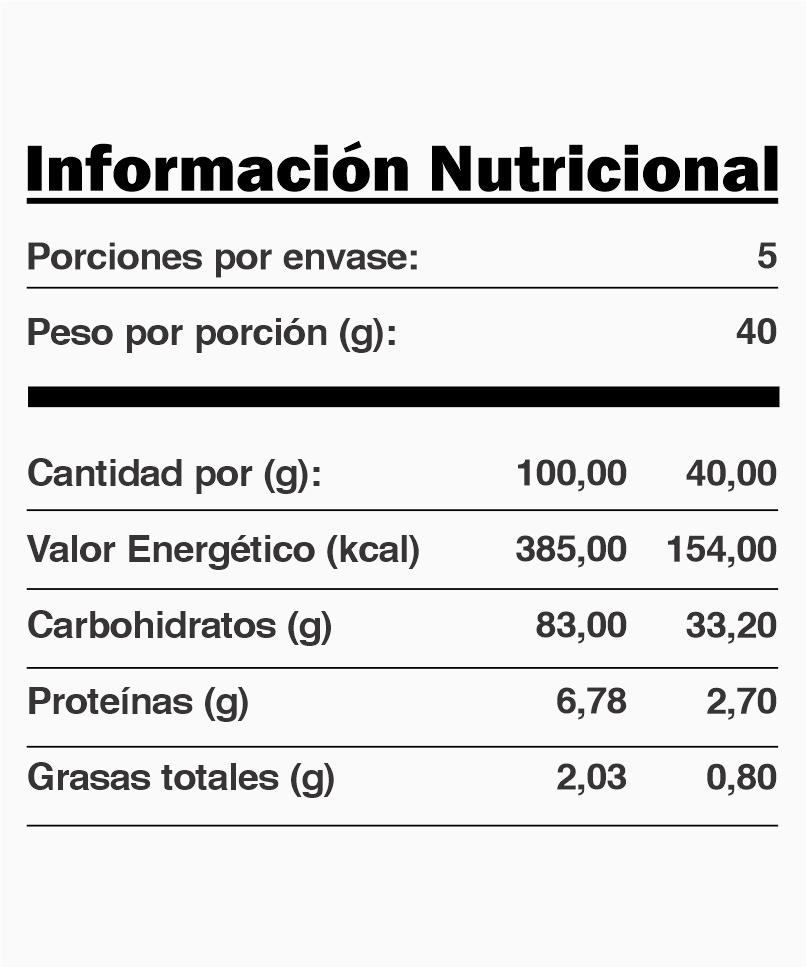 Información Nutricional
Porciones por envase: 5
Peso por porción (g): 40
Cantidad por (g): 100,00 40,00
Valor Energético (kcal) 385,00 154,00
Carbohidratos (g) 83,00 33,20
Proteínas (g) 6,78 2,70
Grasas totales (g) 2,03 0,80